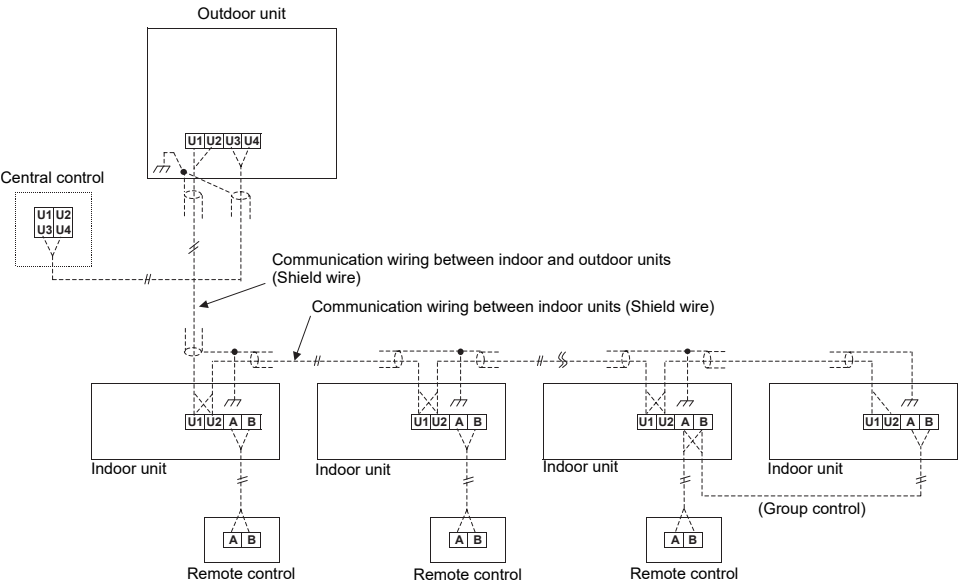 Outdoor unit
U1 U2 U3 U4
Central control
U1 U2
U3 U4
Communication wiring between indoor and outdoor units
(Shield wire)
Communication wiring between indoor units (Shield wire)
U1 U2 A B
U1 U2 A B
U1 U2 A B
U1 U2 A B
Indoor unit
Indoor unit
Indoor unit
Indoor unit
(Group control)
A B
A B
A B
Remote control
Remote control
Remote control